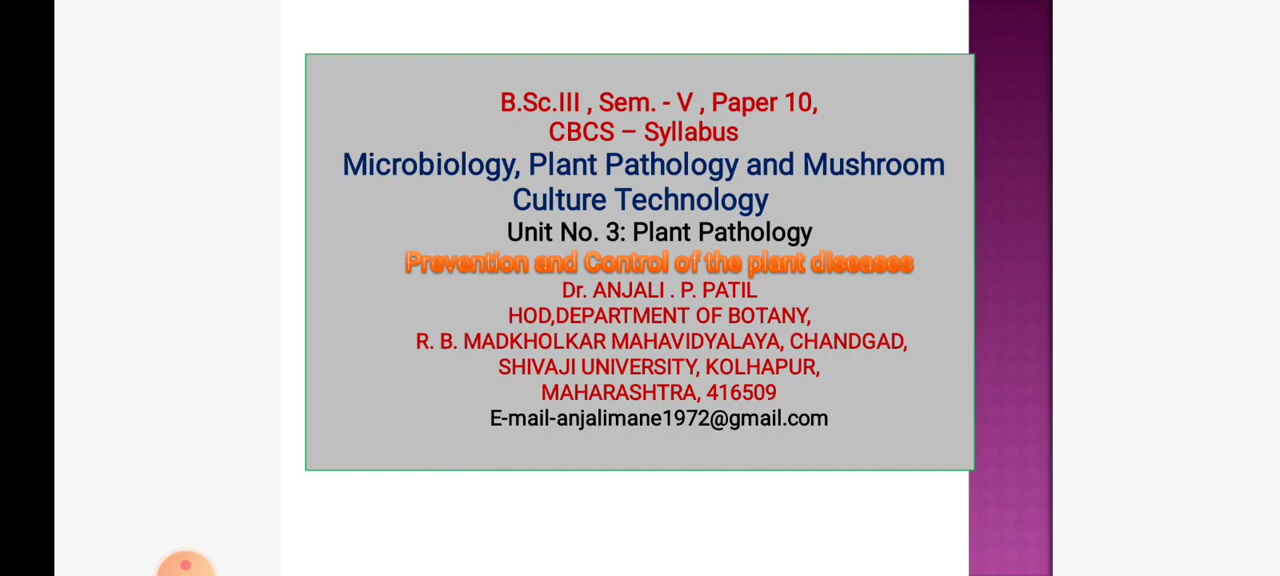 B.Sc.III , Sem. - V , Paper 10,
CBCS – Syllabus
Microbiology, Plant Pathology and Mushroom
Culture Technology
Unit No. 3: Plant Pathology
Prevention and Control of the plant diseases
Dr. ANJALI . P. PATIL
HOD,DEPARTMENT OF BOTANY,
R. B. MADKHOLKAR MAHAVIDYALAYA, CHANDGAD,
SHIVAJI UNIVERSITY, KOLHAPUR,
MAHARASHTRA, 416509
E-mail-anjalimane1972@gmail.com